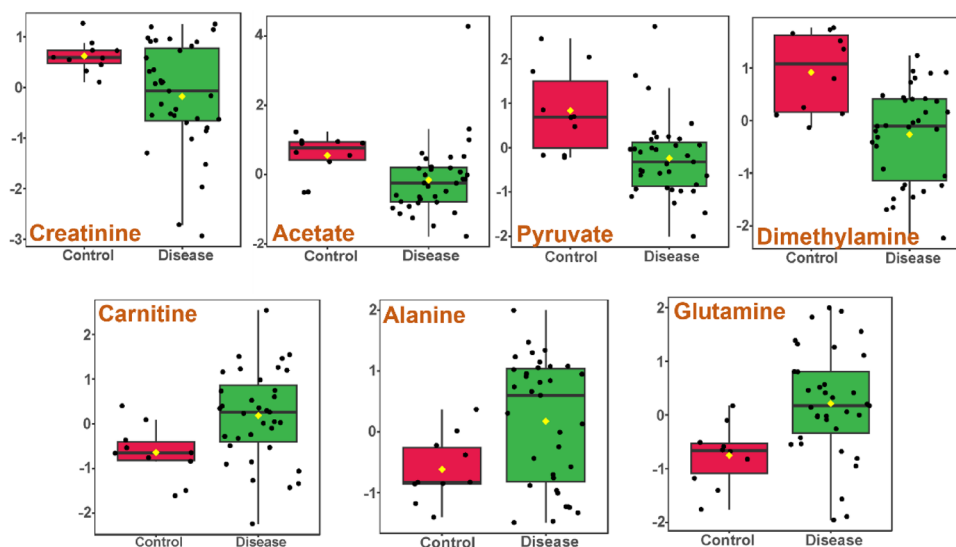 1
0
-1
-2
-3
Creatinine
Control
Disease
4
2
0
-2
Acetate
Control
Disease
2
1
0
-1
-2
Pyruvate
Control
Disease
1
0
-1
-2
Dimethylamine
Control
Disease
2
1
0
-1
-2
Carnitine
Control
Disease
2
1
0
-1
Alanine
Control
Disease
2
1
0
-1
-2
Glutamine
Control
Disease